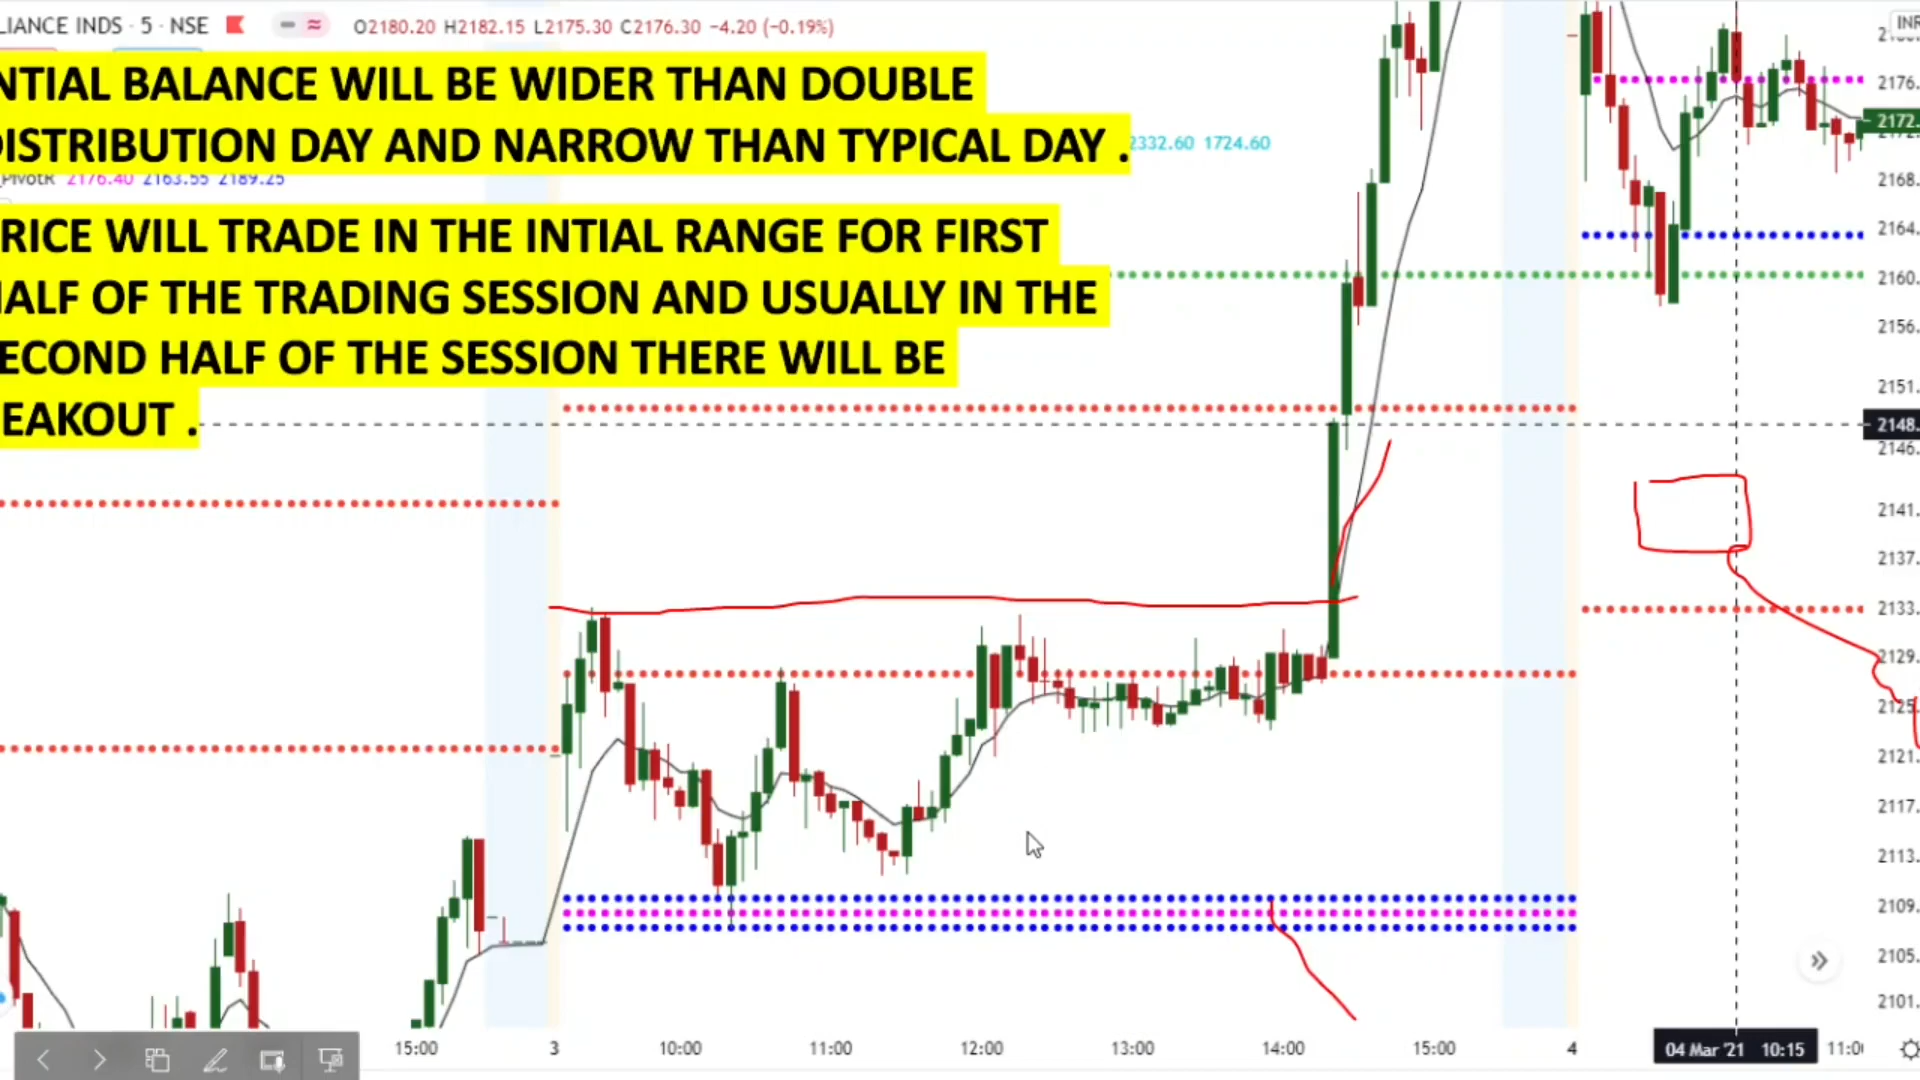 LIANCE INDS · 5 · NSE O2180.20 H2182.15 L2175.30 C2176.30 −4.20 (−0.19%)
INR
NTIAL BALANCE WILL BE WIDER THAN DOUBLE
DISTRIBUTION DAY AND NARROW THAN TYPICAL DAY .
2332.60 1724.60
PivotR 2176.40 2163.55 2189.25
RICE WILL TRADE IN THE INTIAL RANGE FOR FIRST
HALF OF THE TRADING SESSION AND USUALLY IN THE
ECOND HALF OF THE SESSION THERE WILL BE
EAKOUT .
2176.
2172.
2168.
2164.
2160.
2156.
2151.
2148.
2146.
2141.
2137.
2133.
2129.
2125.
2121.
2117.
2113.
2109.
2105.
2101.
15:00 3 10:00 11:00 12:00 13:00 14:00 15:00 4 04 Mar '21 10:15 11:0